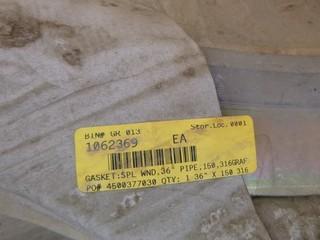 BIN# GR 013 Stor.Loc.0001
1062369 EA
GASKET:SPL WND,36" PIPE,150,316GRAF
PO# 4500377030 QTY: 1 36" X 150 316